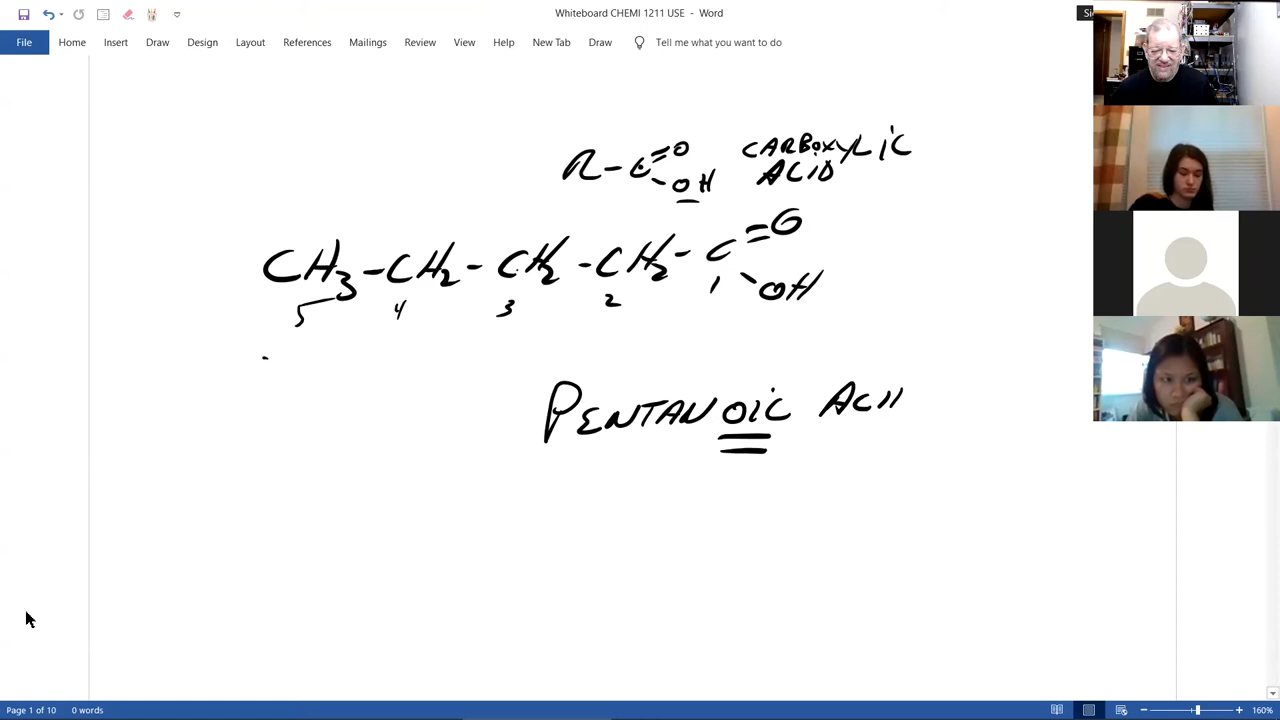 Whiteboard CHEMI 1211 USE - Word
File Home Insert Draw Design Layout References Mailings Review View Help New Tab Draw Tell me what you want to do
R-C=O CARBOXYLIC
-OH ACID
CH3-CH2-CH2-CH2-C=O
-OH
5 4 3 2 1
PENTANOIC ACI
Page 1 of 10 0 words
160%